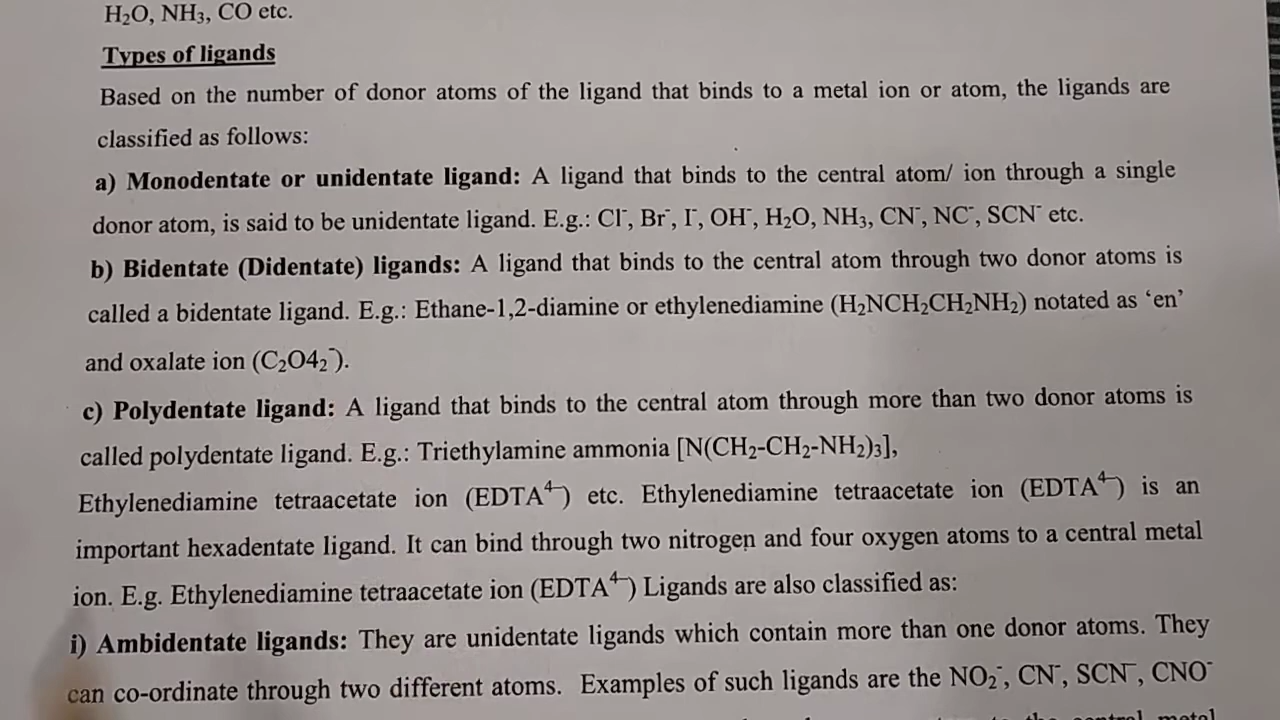 H₂O, NH₃, CO etc.
Types of ligands
Based on the number of donor atoms of the ligand that binds to a metal ion or atom, the ligands are
classified as follows:
a) Monodentate or unidentate ligand: A ligand that binds to the central atom/ ion through a single
donor atom, is said to be unidentate ligand. E.g.: Cl⁻, Br⁻, I⁻, OH⁻, H₂O, NH₃, CN⁻, NC⁻, SCN⁻ etc.
b) Bidentate (Didentate) ligands: A ligand that binds to the central atom through two donor atoms is
called a bidentate ligand. E.g.: Ethane-1,2-diamine or ethylenediamine (H₂NCH₂CH₂NH₂) notated as ‘en’
and oxalate ion (C₂O4₂⁻).
c) Polydentate ligand: A ligand that binds to the central atom through more than two donor atoms is
called polydentate ligand. E.g.: Triethylamine ammonia [N(CH₂-CH₂-NH₂)₃],
Ethylenediamine tetraacetate ion (EDTA⁴⁻) etc. Ethylenediamine tetraacetate ion (EDTA⁴⁻) is an
important hexadentate ligand. It can bind through two nitrogen and four oxygen atoms to a central metal
ion. E.g. Ethylenediamine tetraacetate ion (EDTA⁴⁻) Ligands are also classified as:
i) Ambidentate ligands: They are unidentate ligands which contain more than one donor atoms. They
can co-ordinate through two different atoms. Examples of such ligands are the NO₂⁻, CN⁻, SCN⁻, CNO⁻
the central metal